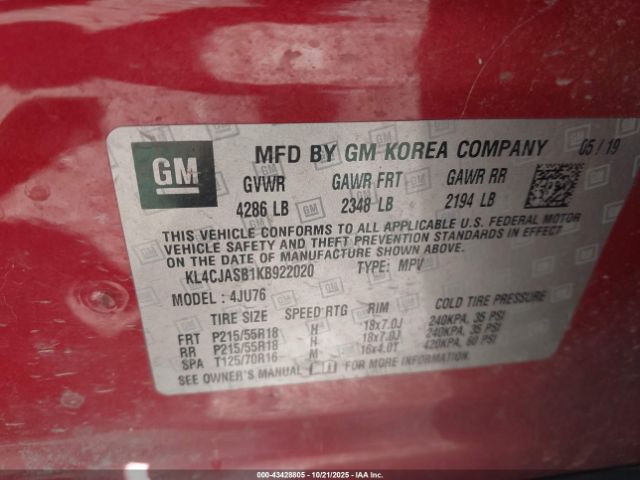 GM
MFD BY GM KOREA COMPANY 05/19
GVWR GAWR FRT GAWR RR
4286 LB 2348 LB 2194 LB
THIS VEHICLE CONFORMS TO ALL APPLICABLE U.S. FEDERAL MOTOR
VEHICLE SAFETY AND THEFT PREVENTION STANDARDS IN EFFECT
ON THE DATE OF MANUFACTURE SHOWN ABOVE.
KL4CJASB1KB922020 TYPE: MPV
MODEL: 4JU76
TIRE SIZE SPEED RTG RIM COLD TIRE PRESSURE
FRT P215/55R18 H 18x7.0J 240KPA, 35 PSI
RR P215/55R18 H 18x7.0J 240KPA, 35 PSI
SPA T125/70R16 M 16x4.0T 420KPA, 60 PSI
SEE OWNER'S MANUAL FOR MORE INFORMATION.
000-43428805 - 10/21/2025 - IAAI.COM